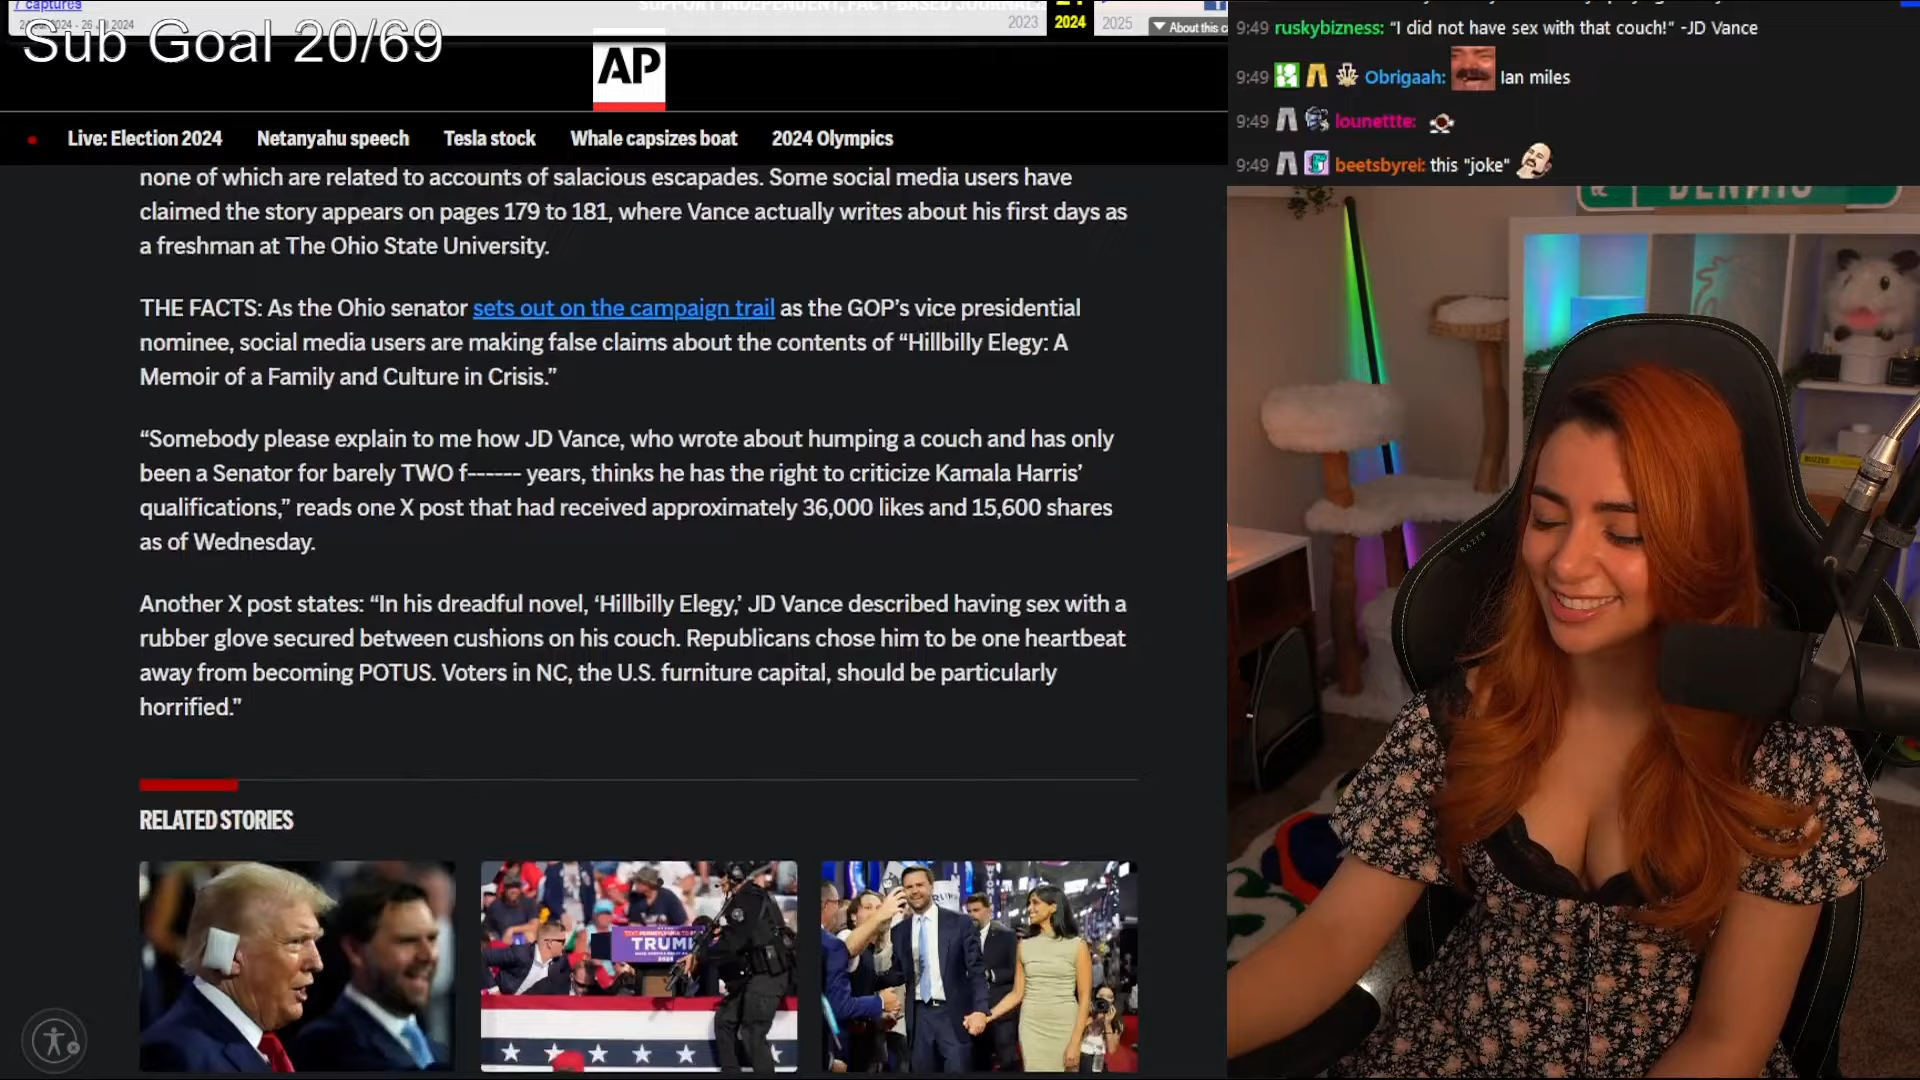 7 captures
SUPPORT INDEPENDENT, FACT-BASED JOURNAL
2023 2024 2025 About this c
Sub Goal 20/69
AP
Live: Election 2024 Netanyahu speech Tesla stock Whale capsizes boat 2024 Olympics
none of which are related to accounts of salacious escapades. Some social media users have
claimed the story appears on pages 179 to 181, where Vance actually writes about his first days as
a freshman at The Ohio State University.
THE FACTS: As the Ohio senator sets out on the campaign trail as the GOP’s vice presidential
nominee, social media users are making false claims about the contents of “Hillbilly Elegy: A
Memoir of a Family and Culture in Crisis.”
“Somebody please explain to me how JD Vance, who wrote about humping a couch and has only
been a Senator for barely TWO f------ years, thinks he has the right to criticize Kamala Harris’
qualifications,” reads one X post that had received approximately 36,000 likes and 15,600 shares
as of Wednesday.
Another X post states: “In his dreadful novel, ‘Hillbilly Elegy,’ JD Vance described having sex with a
rubber glove secured between cushions on his couch. Republicans chose him to be one heartbeat
away from becoming POTUS. Voters in NC, the U.S. furniture capital, should be particularly
horrified.”
RELATED STORIES
TRUMP
9:49 ruskybizness: “I did not have sex with that couch!” -JD Vance
9:49 Obrigaah: Ian miles
9:49 lounettte:
9:49 beetsbyrel: this "joke"
RAZER